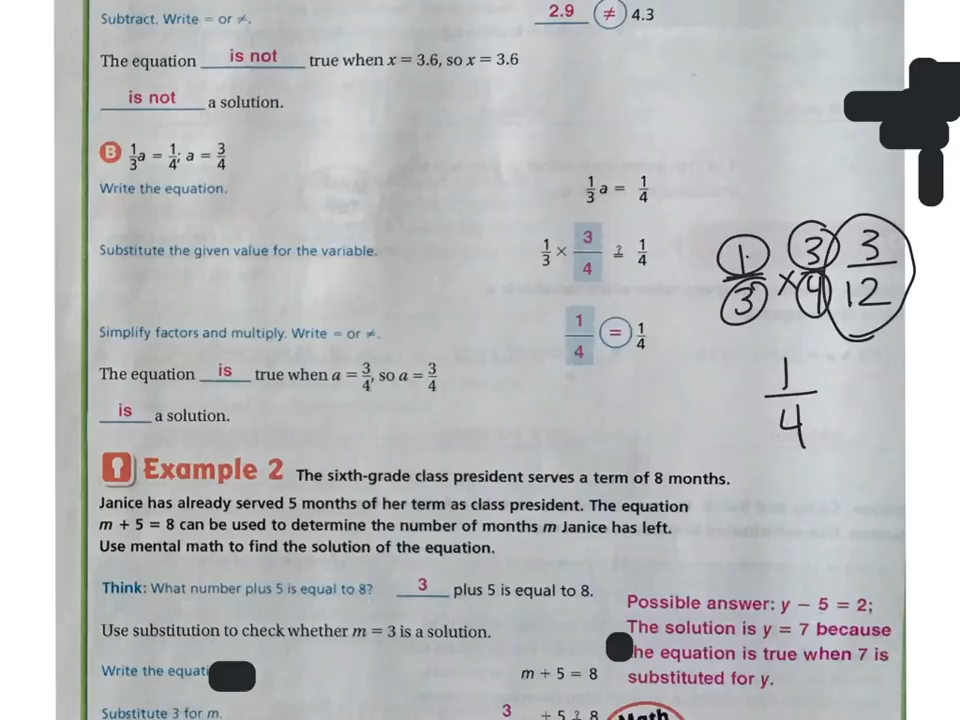 Subtract. Write = or ≠. 2.9 ≠ 4.3
The equation is not true when x = 3.6, so x = 3.6
is not a solution.
B 1/3 a = 1/4; a = 3/4
Write the equation. 1/3 a = 1/4
Substitute the given value for the variable. 1/3 × 3/4 ≟ 1/4
1/3 × 3/4 3/12
Simplify factors and multiply. Write = or ≠. 1/4 = 1/4
1/4
The equation is true when a = 3/4, so a = 3/4
is a solution.
Example 2 The sixth-grade class president serves a term of 8 months.
Janice has already served 5 months of her term as class president. The equation
m + 5 = 8 can be used to determine the number of months m Janice has left.
Use mental math to find the solution of the equation.
Think: What number plus 5 is equal to 8? 3 plus 5 is equal to 8.
Use substitution to check whether m = 3 is a solution.
Possible answer: y − 5 = 2;
The solution is y = 7 because
he equation is true when 7 is
substituted for y.
Write the equati m + 5 = 8
Substitute 3 for m. 3 + 5 ≟ 8
Math